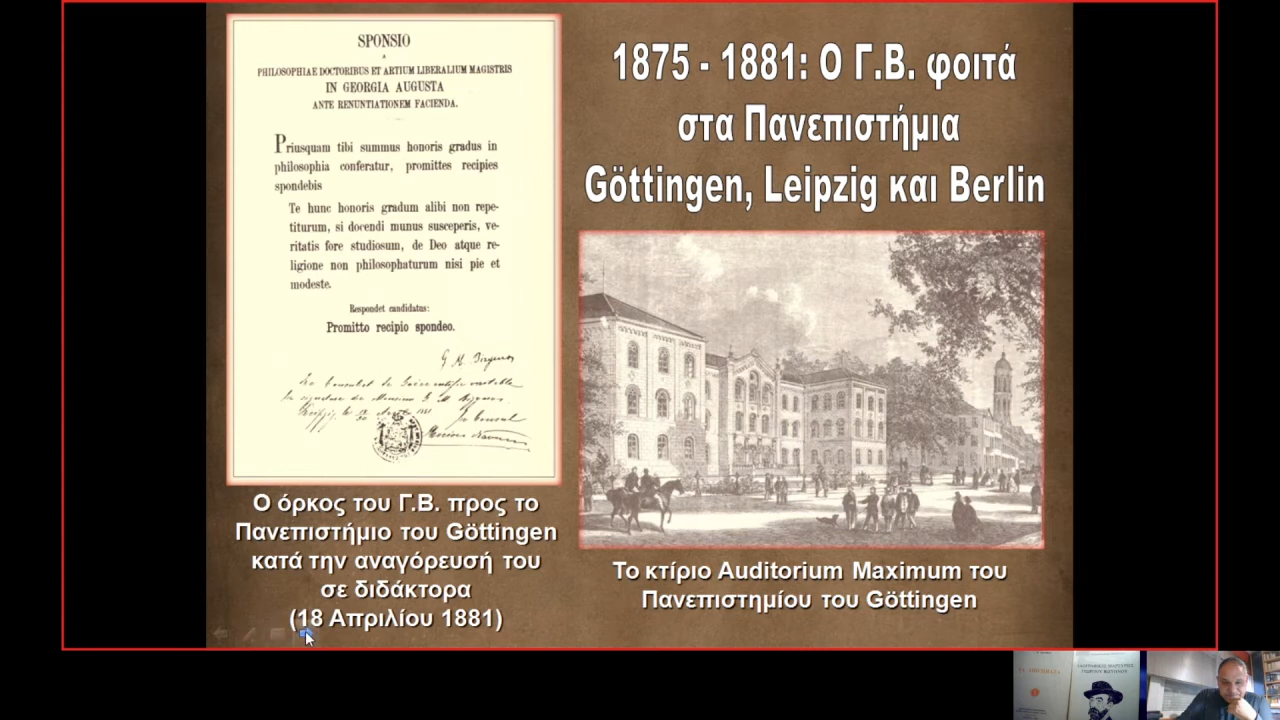 SPONSIO
A
PHILOSOPHIAE DOCTORIBUS ET ARTIUM LIBERALIUM MAGISTRIS
IN GEORGIA AUGUSTA
ANTE RENUNTIATIONEM FACIENDA.
Priusquam tibi summus honoris gradus in
philosophia conferatur, promittes recipies
spondebis
Te hunc honoris gradum alibi non repe-
titurum, si docendi munus susceperis, ve-
ritatis fore studiosum, de Deo atque re-
ligione non philosophaturum nisi pie et
modeste.
Respondet candidatus:
Promitto recipio spondeo.
Ο όρκος του Γ.Β. προς το
Πανεπιστήμιο του Göttingen
κατά την αναγόρευσή του
σε διδάκτορα
(18 Απριλίου 1881)
1875 - 1881: Ο Γ.Β. φοιτά
στα Πανεπιστήμια
Göttingen, Leipzig και Berlin
Το κτίριο Auditorium Maximum του
Πανεπιστημίου του Göttingen